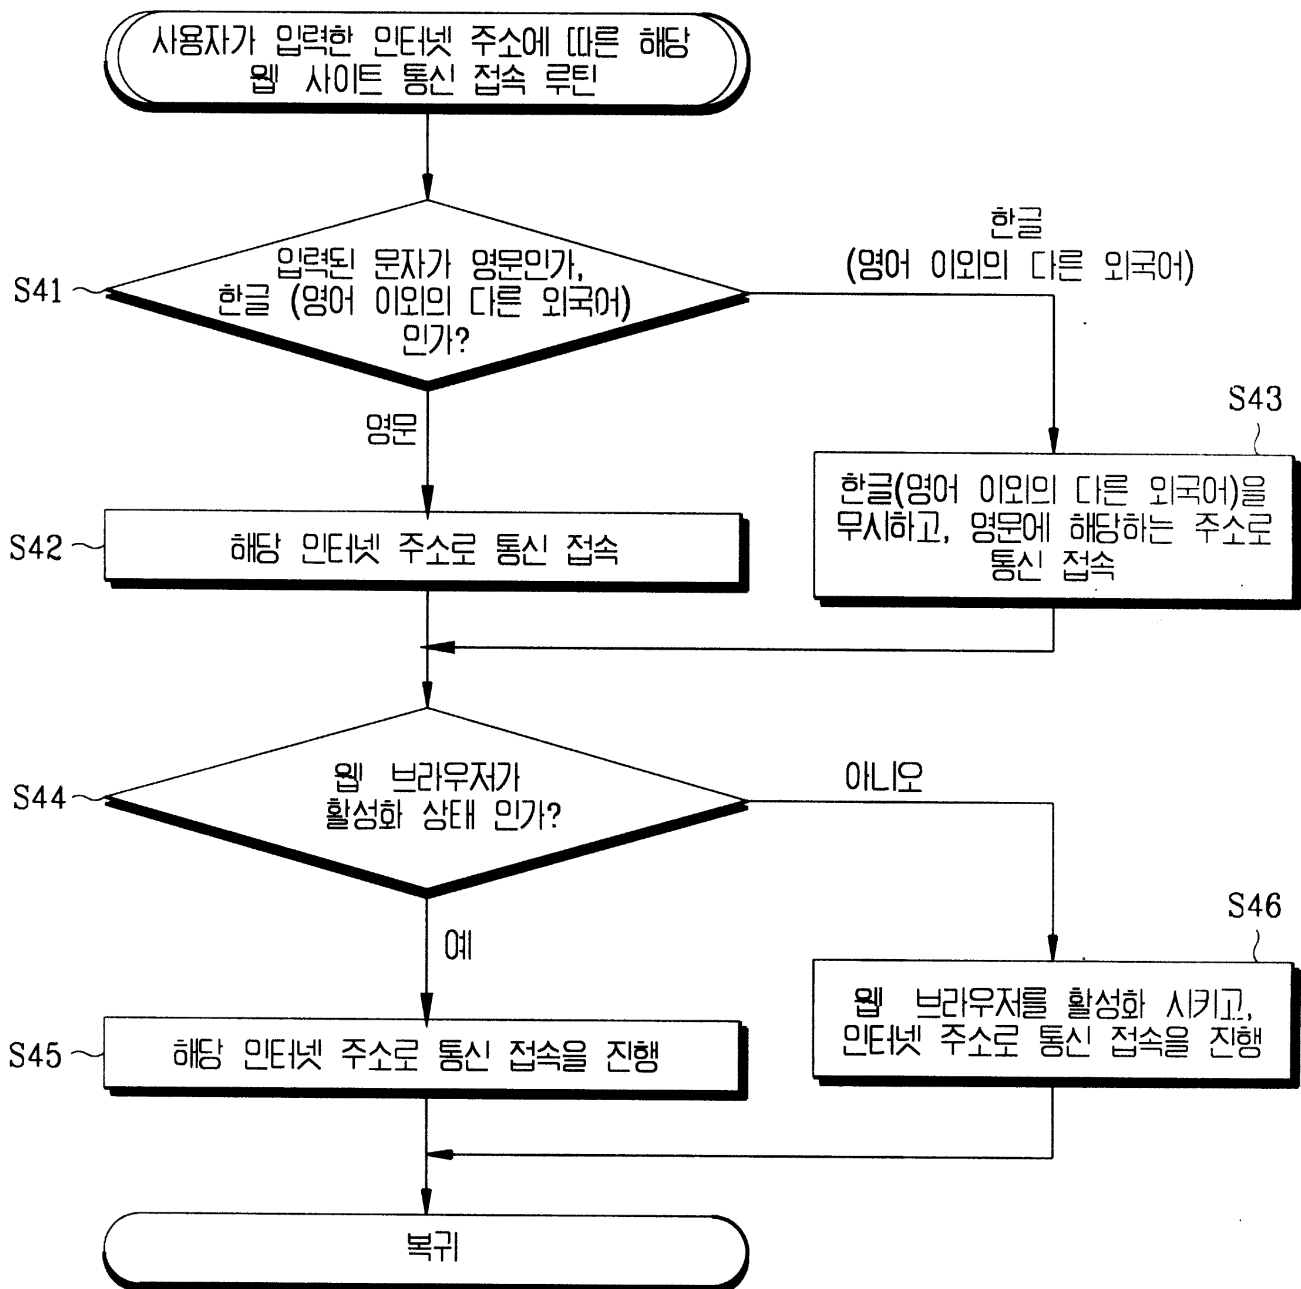 사용자가 입력한 인터넷 주소에 따른 해당
웹 사이트 통신 접속 루틴
한글
(영어 이외의 다른 외국어)
S41
입력된 문자가 영문인가,
한글 (영어 이외의 다른 외국어)
인가?
영문
S43
한글(영어 이외의 다른 외국어)을
무시하고, 영문에 해당하는 주소로
통신 접속
S42
해당 인터넷 주소로 통신 접속
S44
웹 브라우저가
활성화 상태 인가?
아니오
예
S46
웹 브라우저를 활성화 시키고,
인터넷 주소로 통신 접속을 진행
S45
해당 인터넷 주소로 통신 접속을 진행
복귀